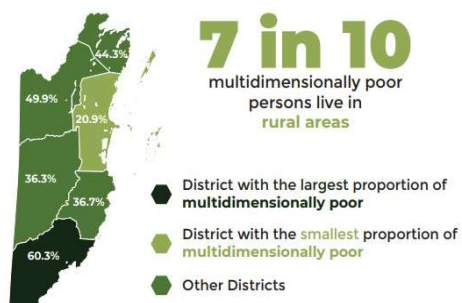 44.3%
49.9%
20.9%
36.3%
36.7%
60.3%
7 in 10
multidimensionally poor
persons live in
rural areas
District with the largest proportion of
multidimensionally poor
District with the smallest proportion of
multidimensionally poor
Other Districts